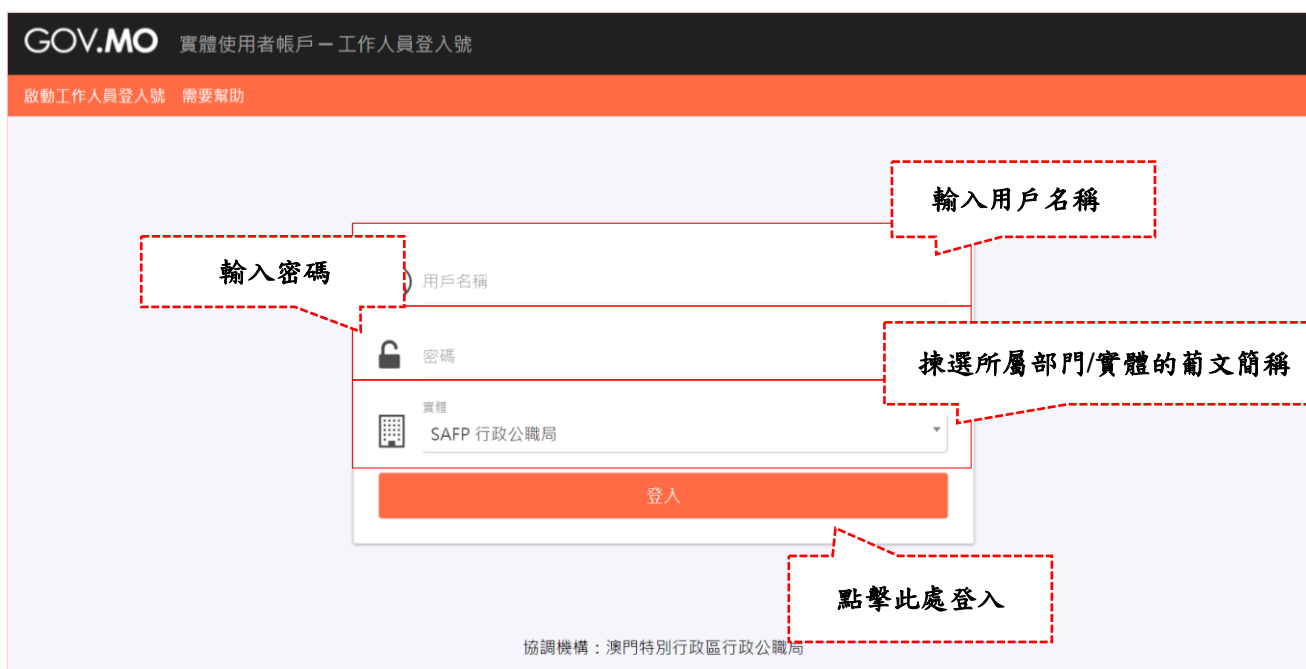 GOV.MO 實體使用者帳戶 — 工作人員登入號
啟動工作人員登入號 需要幫助
輸入用戶名稱
輸入密碼
用戶名稱
密碼
揀選所屬部門/實體的葡文簡稱
實體
SAFP 行政公職局
登入
點擊此處登入
協調機構：澳門特別行政區行政公職局